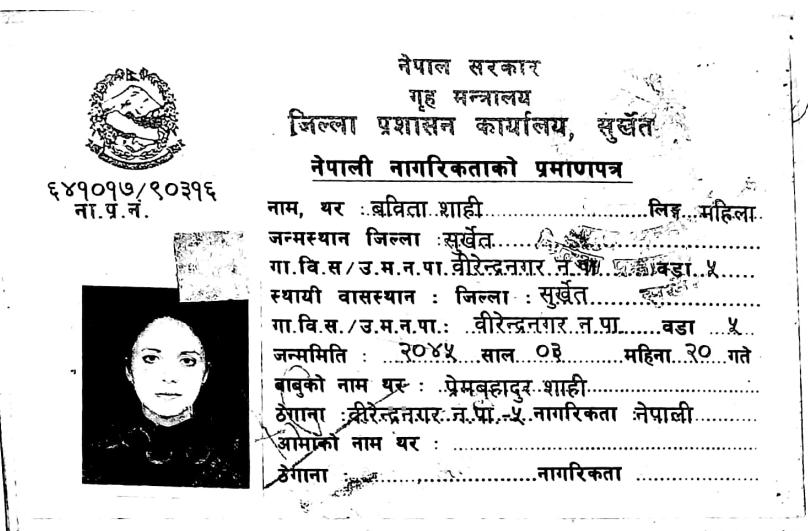 नेपाल सरकार
गृह मन्त्रालय
जिल्ला प्रशासन कार्यालय, सुर्खेत
नेपाली नागरिकताको प्रमाणपत्र
६४१०१७/९०३१६
ना.प्र.नं.
नाम, थर : बविता शाही लिङ्ग महिला
जन्मस्थान जिल्ला : सुर्खेत
गा.वि.स/उ.म.न.पा. वीरेन्द्रनगर न.पा. वडा ५
स्थायी वासस्थान : जिल्ला : सुर्खेत
गा.वि.स./उ.म.न.पा.: वीरेन्द्रनगर न.पा. वडा ५
जन्ममिति : २०४५ साल ०३ महिना २० गते
बाबुको नाम थर : प्रेमबहादुर शाही
ठेगाना : वीरेन्द्रनगर न.पा.-५ नागरिकता : नेपाली
आमाको नाम थर :
ठेगाना : नागरिकता